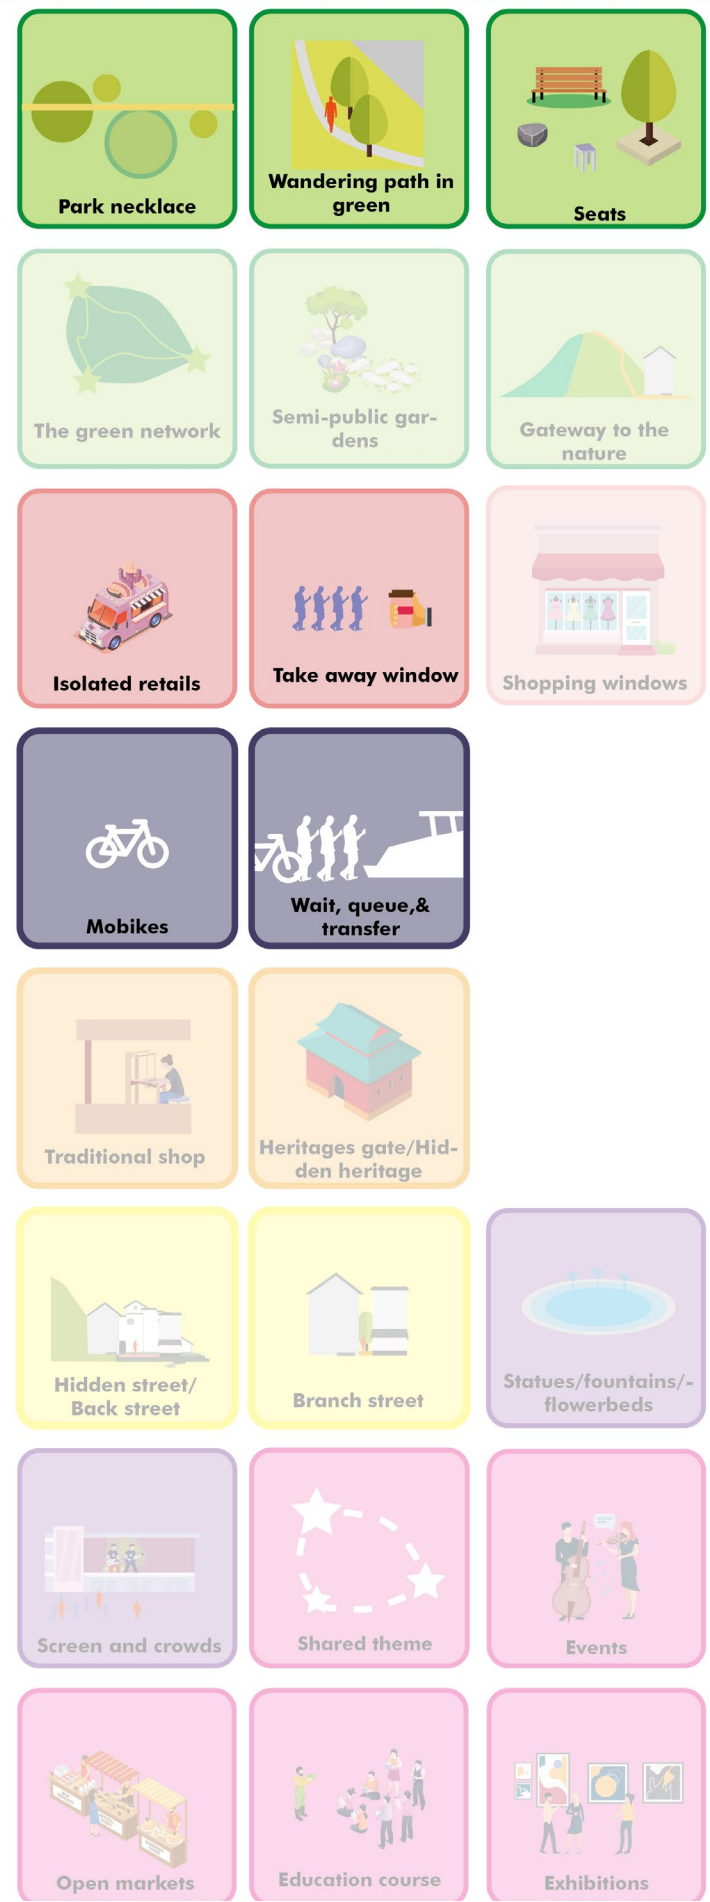 Park necklace
Wandering path in
green
Seats
The green network
Semi-public gar-
dens
Gateway to the
nature
Isolated retails
Take away window
Shopping windows
Mobikes
Wait, queue,&
transfer
Traditional shop
Heritages gate/Hid-
den heritage
Hidden street/
Back street
Branch street
Statues/fountains/-
flowerbeds
Screen and crowds
Shared theme
Events
Open markets
Education course
Exhibitions